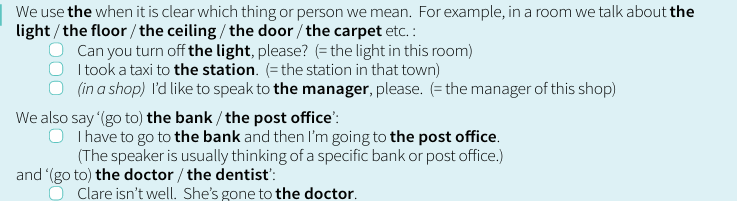 We use the when it is clear which thing or person we mean. For example, in a room we talk about the
light / the floor / the ceiling / the door / the carpet etc. :
Can you turn off the light, please? (= the light in this room)
I took a taxi to the station. (= the station in that town)
(in a shop) I'd like to speak to the manager, please. (= the manager of this shop)
We also say '(go to) the bank / the post office':
I have to go to the bank and then I'm going to the post office.
(The speaker is usually thinking of a specific bank or post office.)
and '(go to) the doctor / the dentist':
Clare isn't well. She's gone to the doctor.